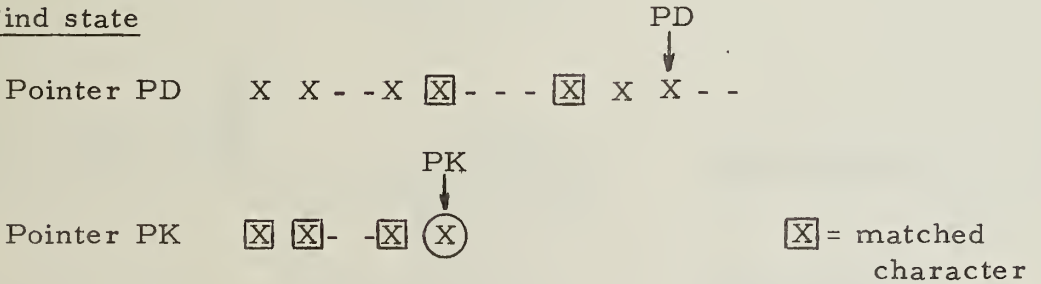 ind state
PD
Pointer PD X X - -X X - - - X X X - -
PK
Pointer PK X X - -X X X = matched
character